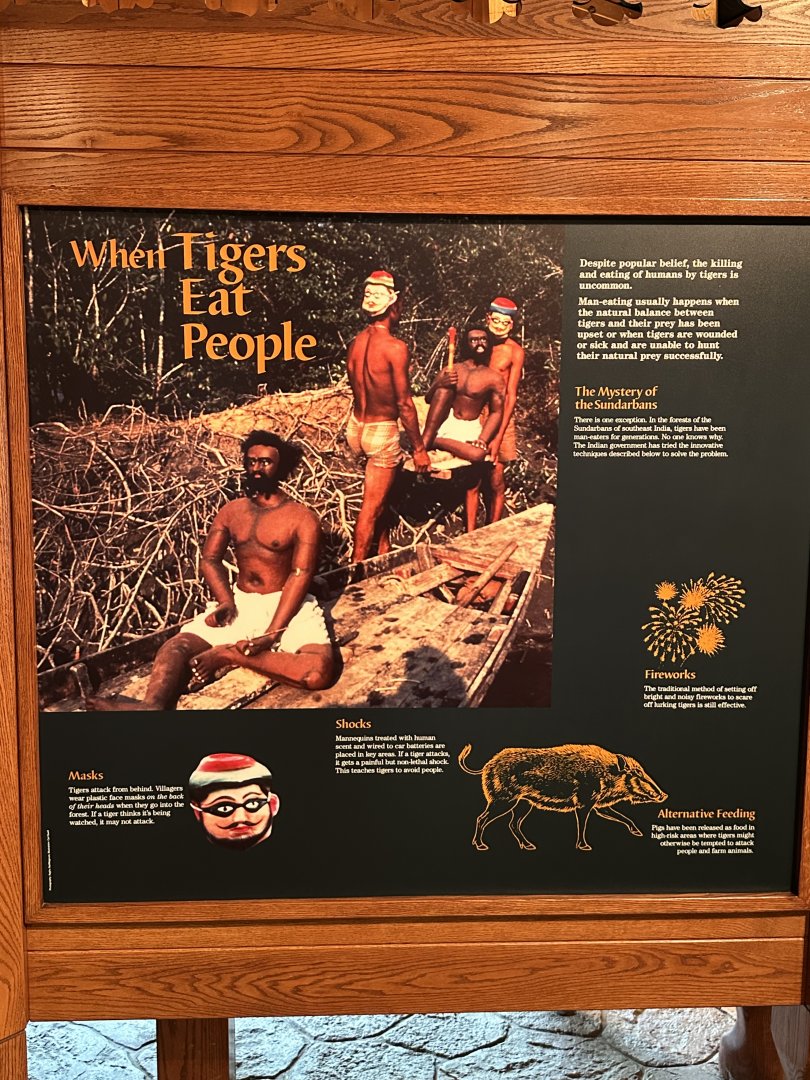 When Tigers
Eat
People
Despite popular belief, the killing
and eating of humans by tigers is
uncommon.
Man-eating usually happens when
the natural balance between
tigers and their prey has been
upset or when tigers are wounded
or sick and are unable to hunt
their natural prey successfully.
The Mystery of
the Sundarbans
There is one exception. In the forests of the
Sundarbans of southeast India, tigers have been
man-eaters for generations. No one knows why.
The Indian government has tried the innovative
techniques described below to solve the problem.
Fireworks
The traditional method of setting off
bright and noisy fireworks to scare
off lurking tigers is still effective.
Shocks
Mannequins treated with human
scent and wired to car batteries are
placed in key areas. If a tiger attacks,
it gets a painful but non-lethal shock.
This teaches tigers to avoid people.
Masks
Tigers attack from behind. Villagers
wear plastic face masks on the back
of their heads when they go into the
forest. If a tiger thinks it's being
watched, it may not attack.
Alternative Feeding
Pigs have been released as food in
high-risk areas where tigers might
otherwise be tempted to attack
people and farm animals.